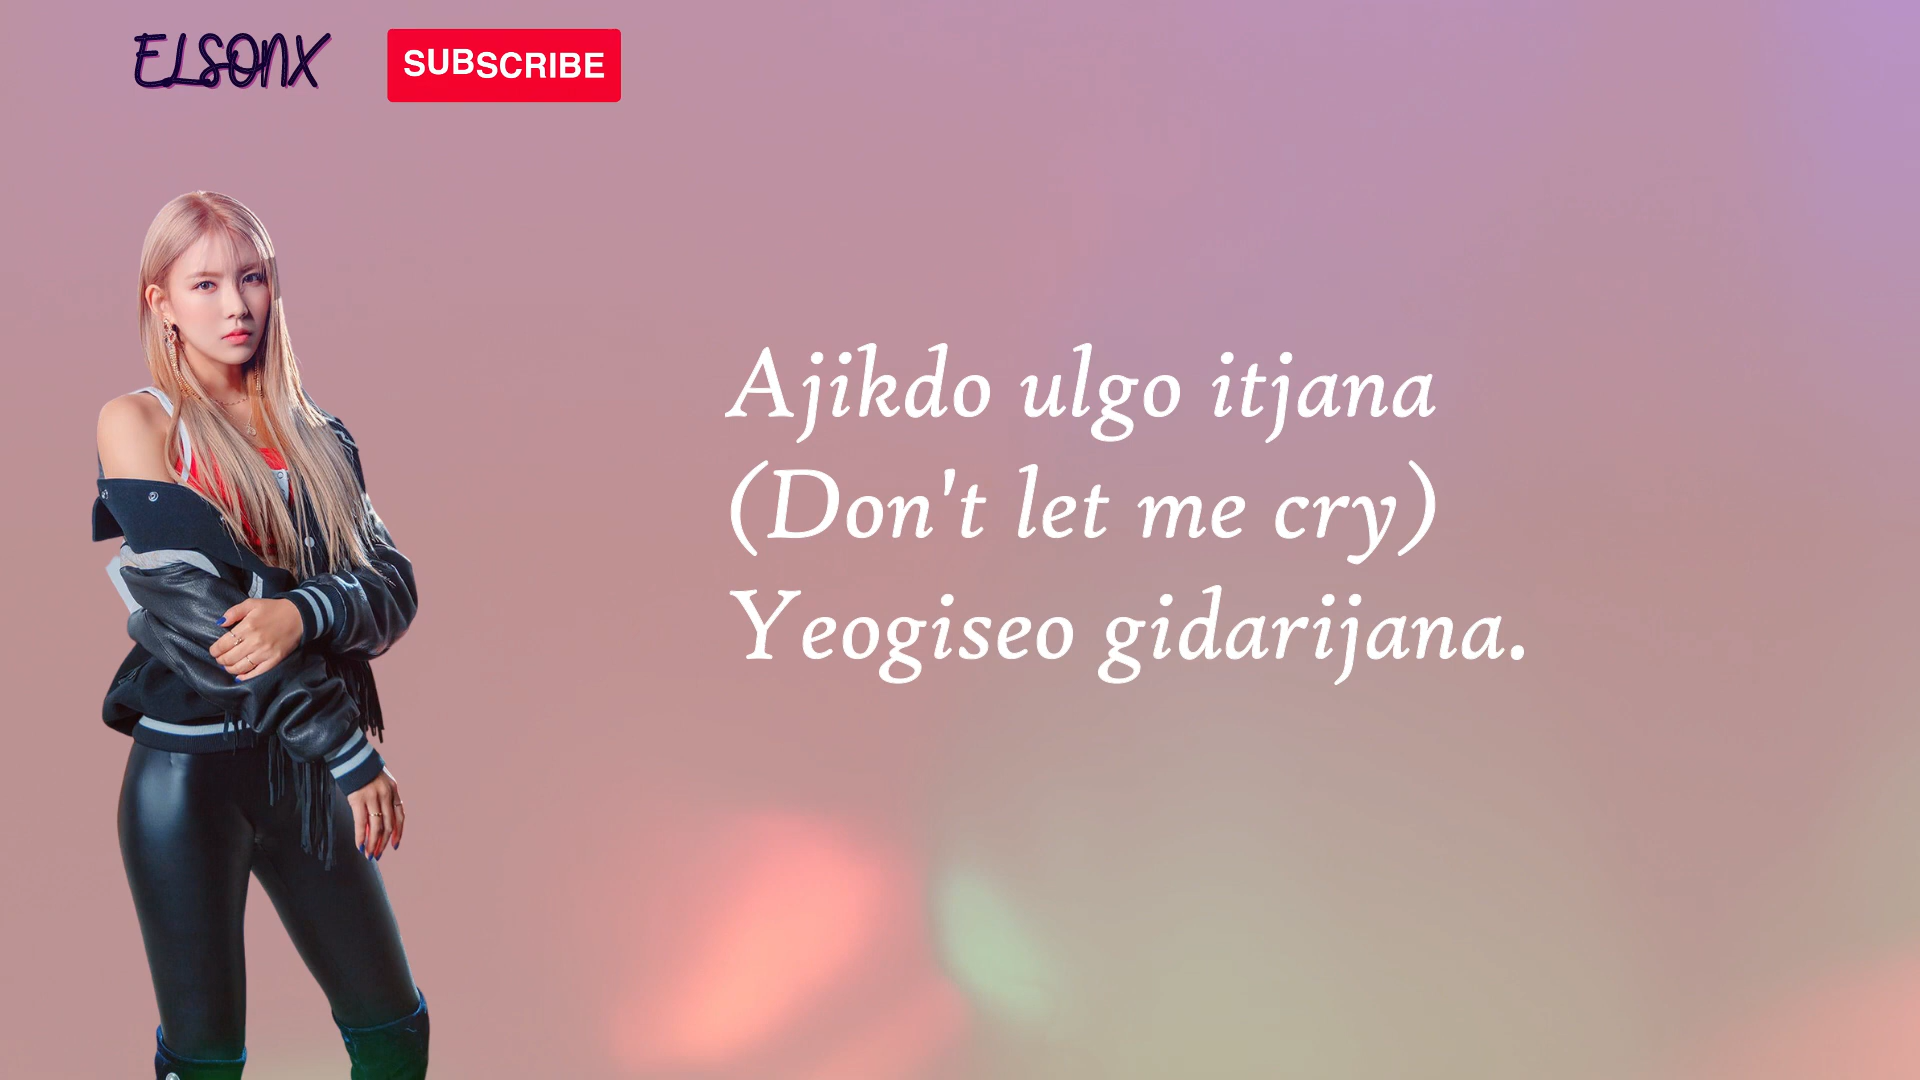 ELSONX
SUBSCRIBE
Ajikdo ulgo itjana
(Don't let me cry)
Yeogiseo gidarijana.